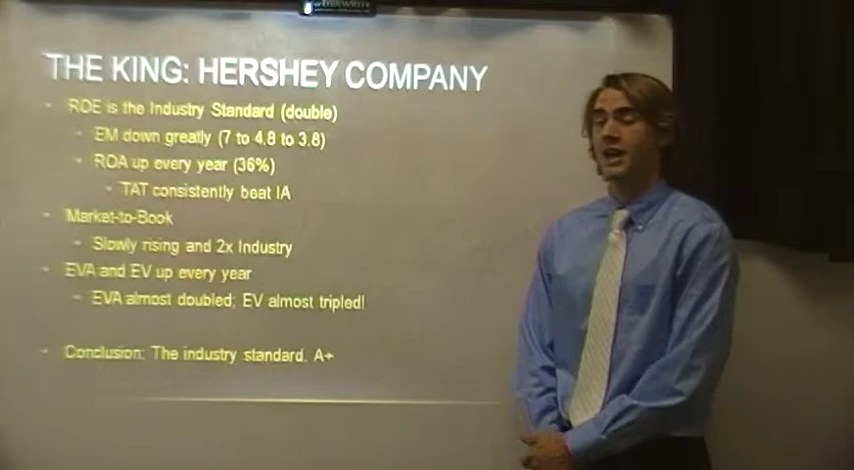 THE KING: HERSHEY COMPANY
ROE is the Industry Standard (double)
EM down greatly (7 to 4.8 to 3.8)
ROA up every year (36%)
TAT consistently beat IA
Market-to-Book
Slowly rising and 2x Industry
EVA and EV up every year
EVA almost doubled; EV almost tripled!
Conclusion: The industry standard. A+